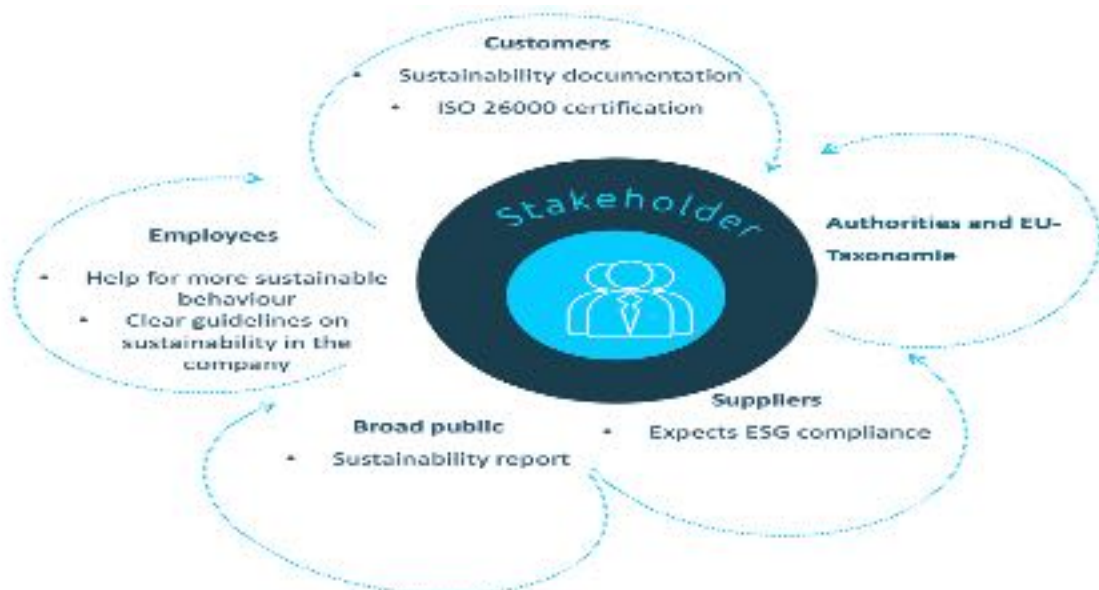 Customers
• Sustainability documentation
• ISO 26000 certification
Stakeholder
Authorities and EU-
Taxonomie
Employees
• Help for more sustainable
behaviour
• Clear guidelines on
sustainability in the
company
Suppliers
• Expects ESG compliance
Broad public
• Sustainability report